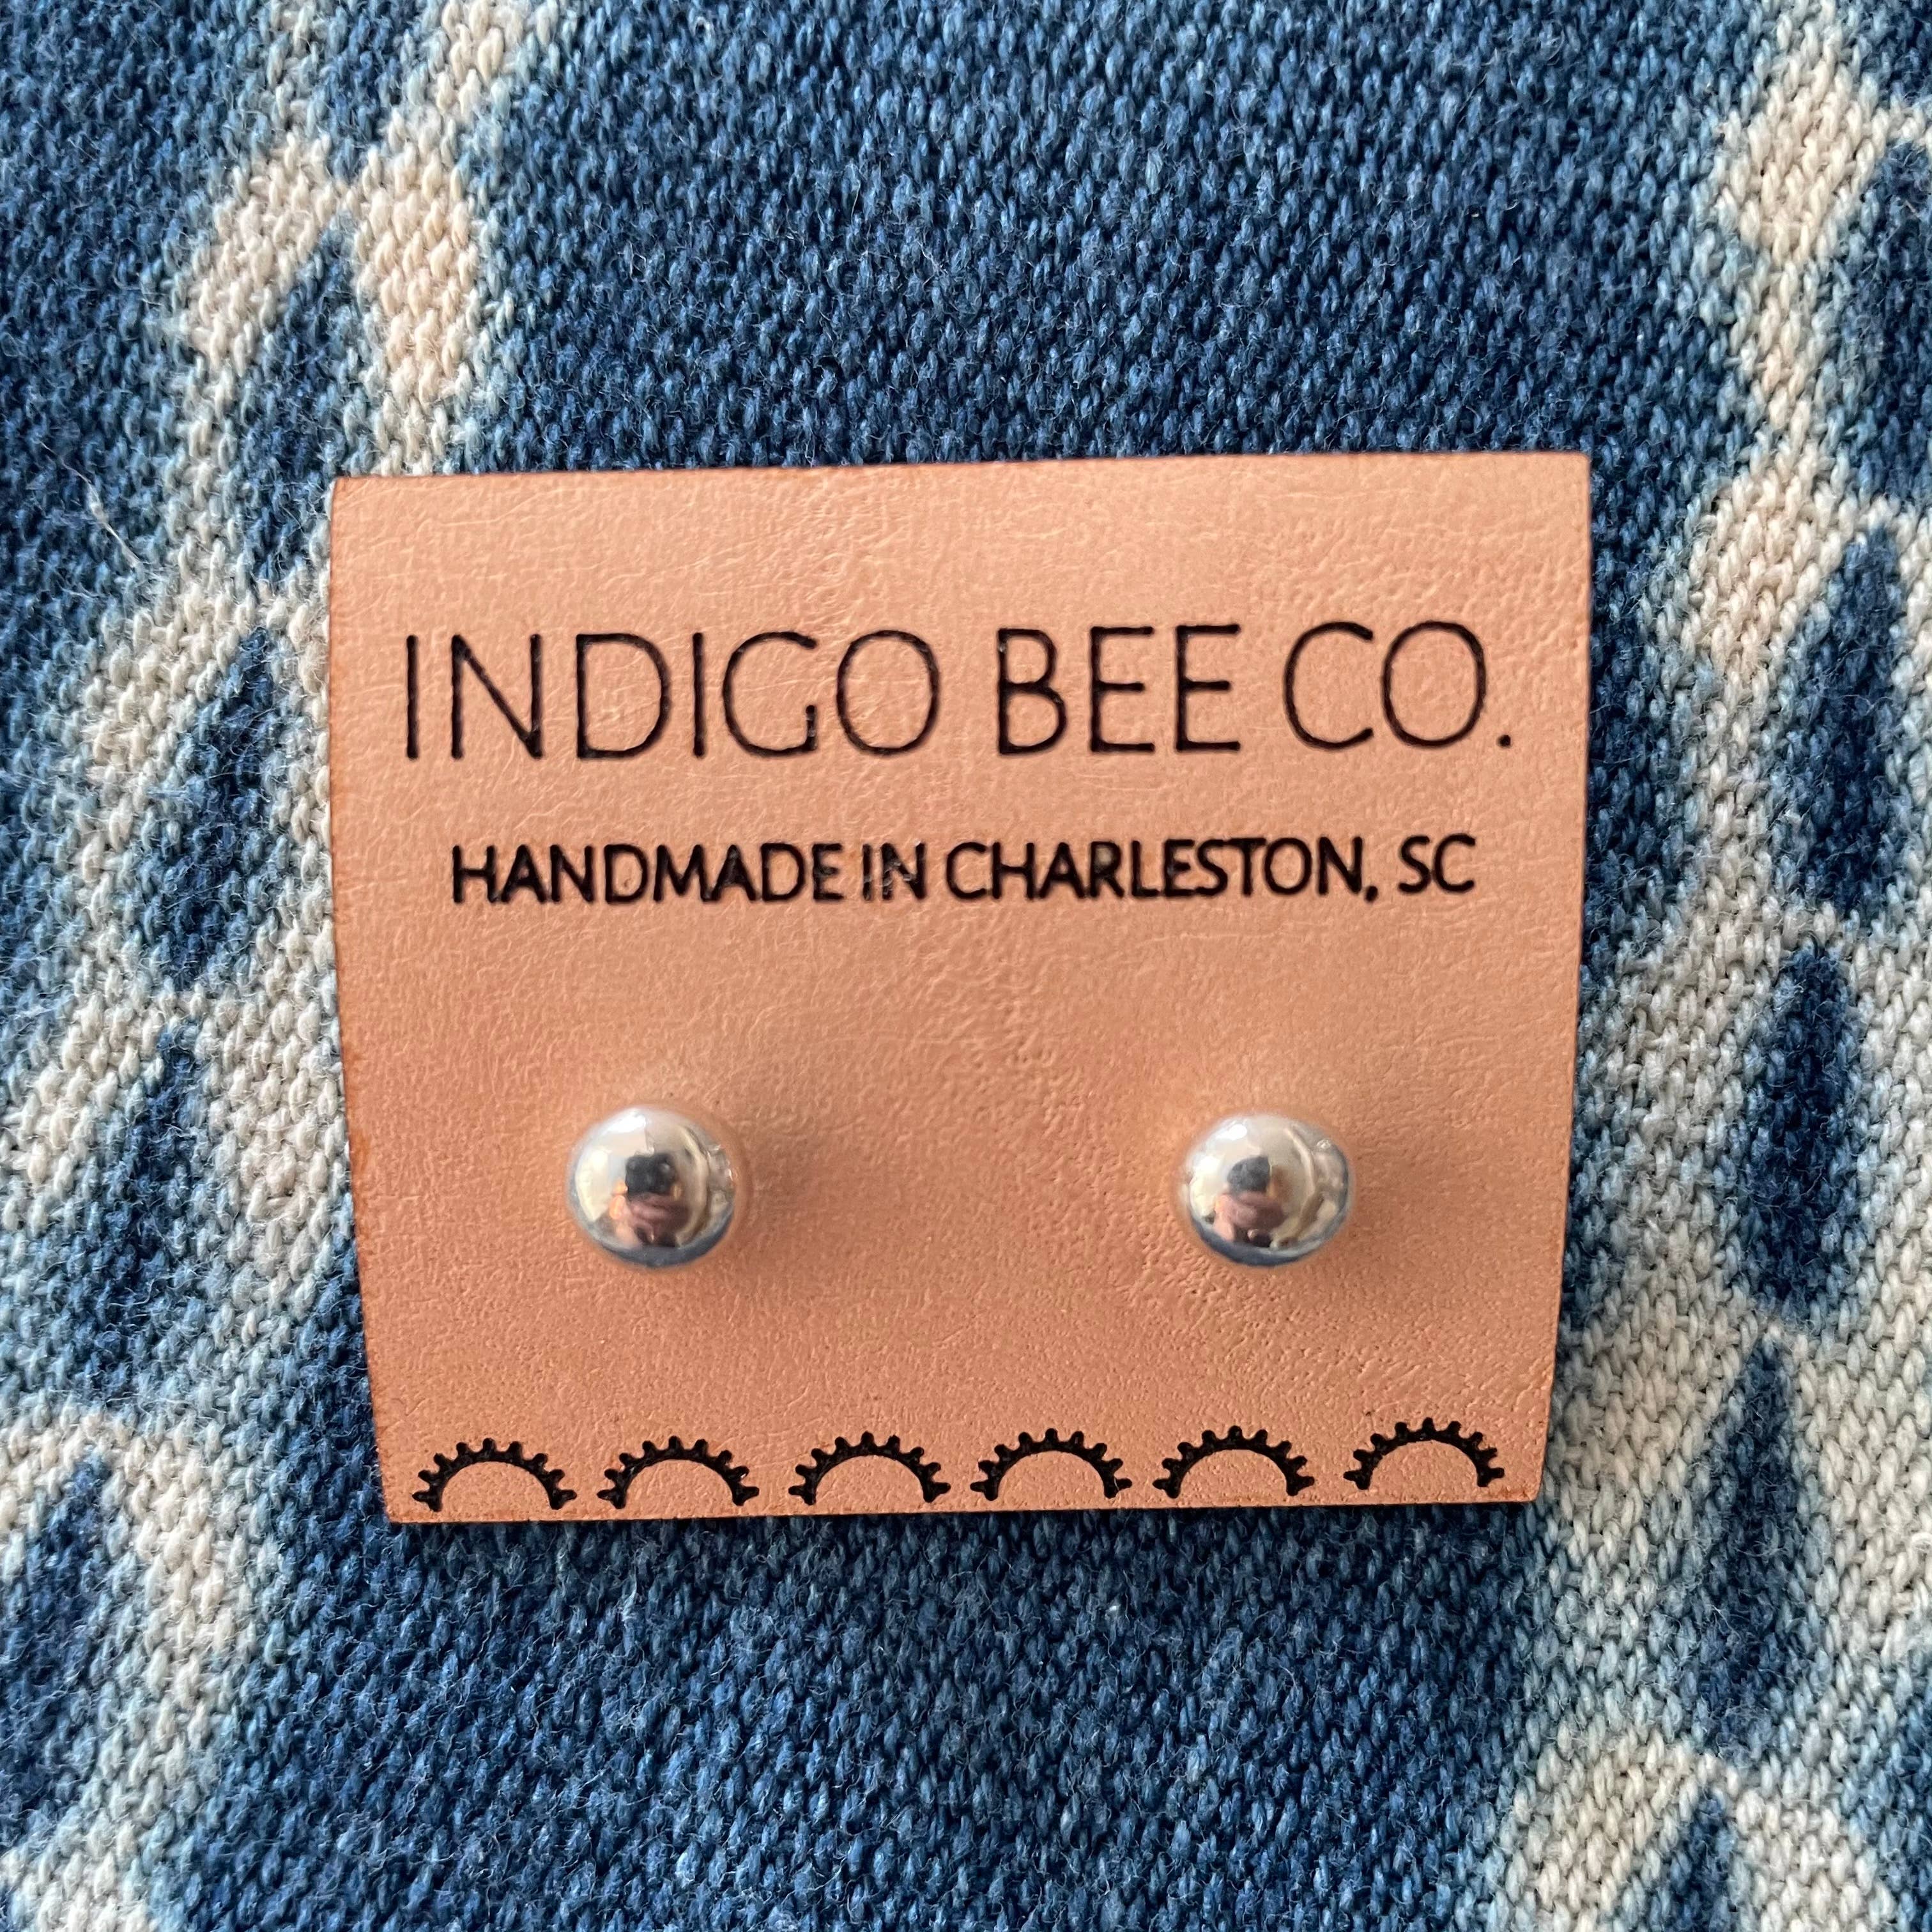 INDIGO BEE CO.
HANDMADE IN CHARLESTON, SC